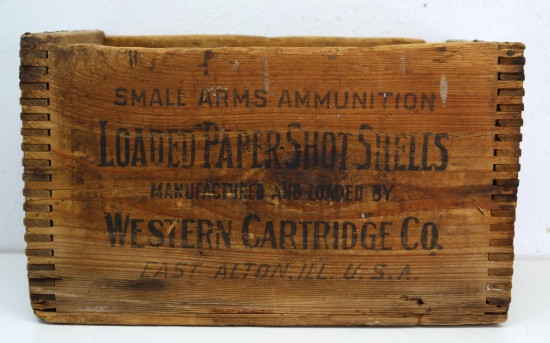 SMALL ARMS AMMUNITION
LOADED PAPER SHOT SHELLS
MANUFACTURED AND LOADED BY
WESTERN CARTRIDGE CO.
EAST ALTON, ILL. U.S.A.